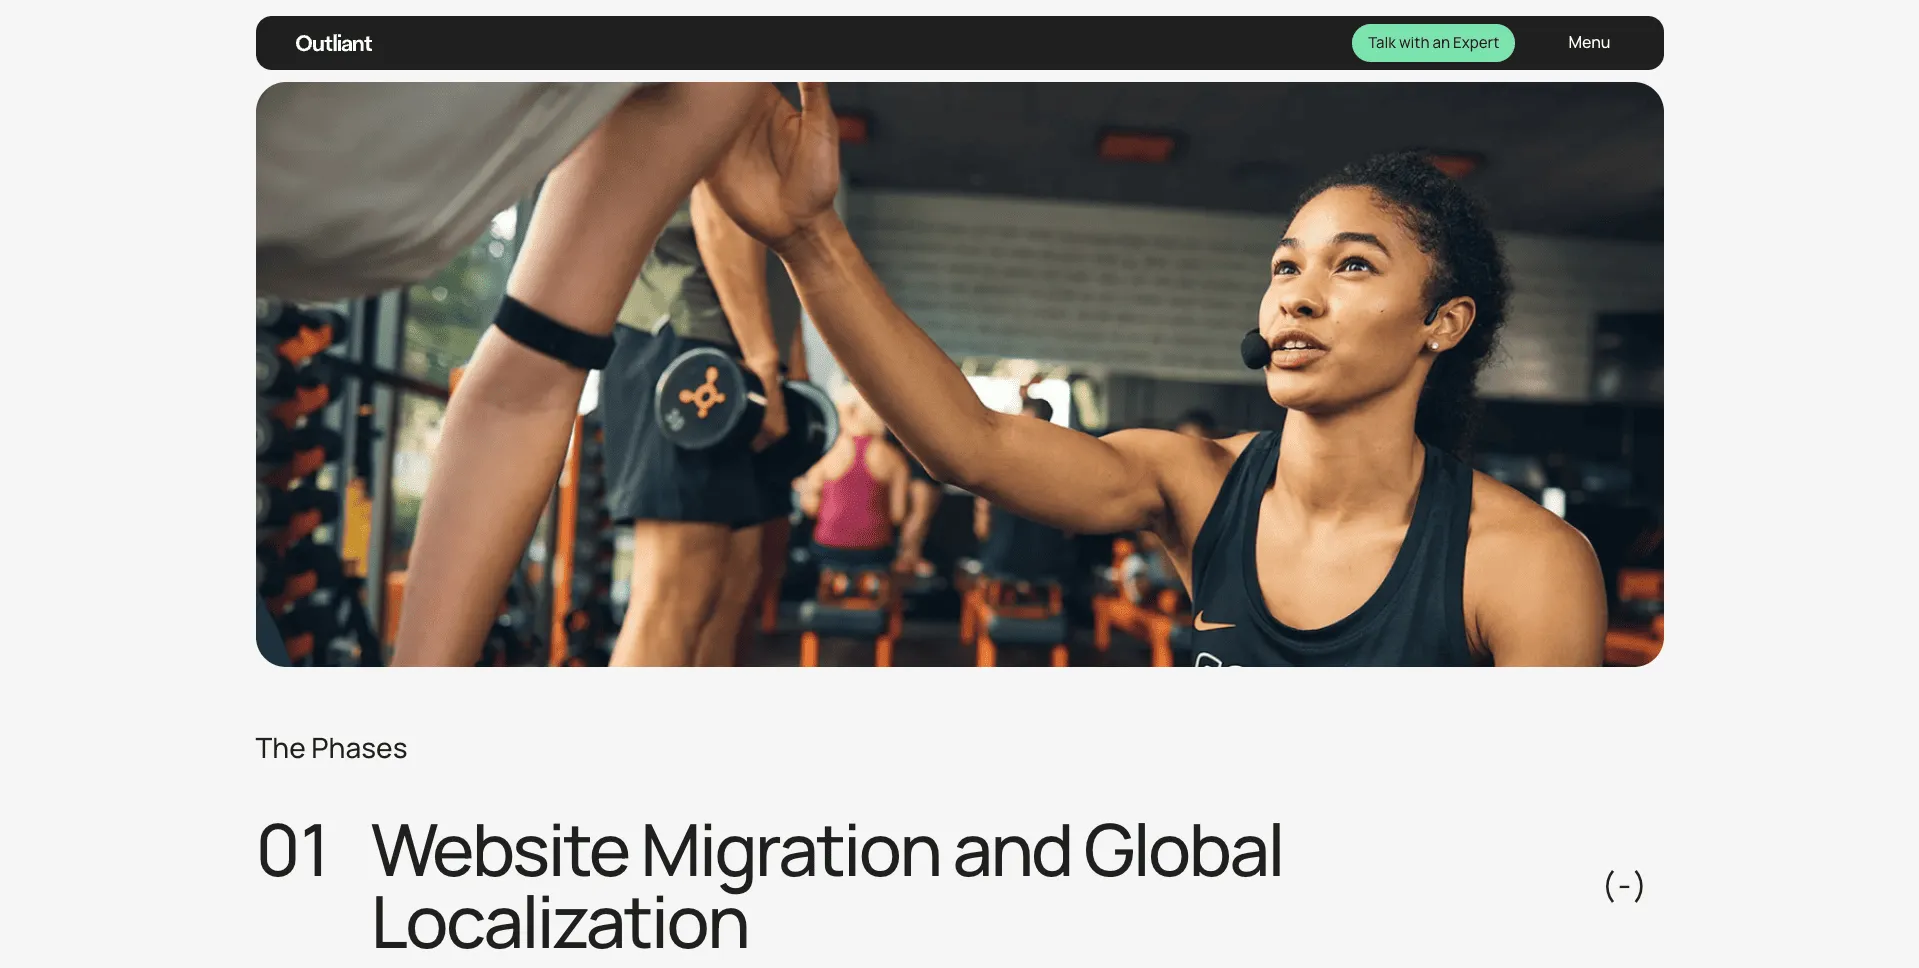 Outliant
Talk with an Expert
Menu
The Phases
01 Website Migration and Global
Localization
(-)